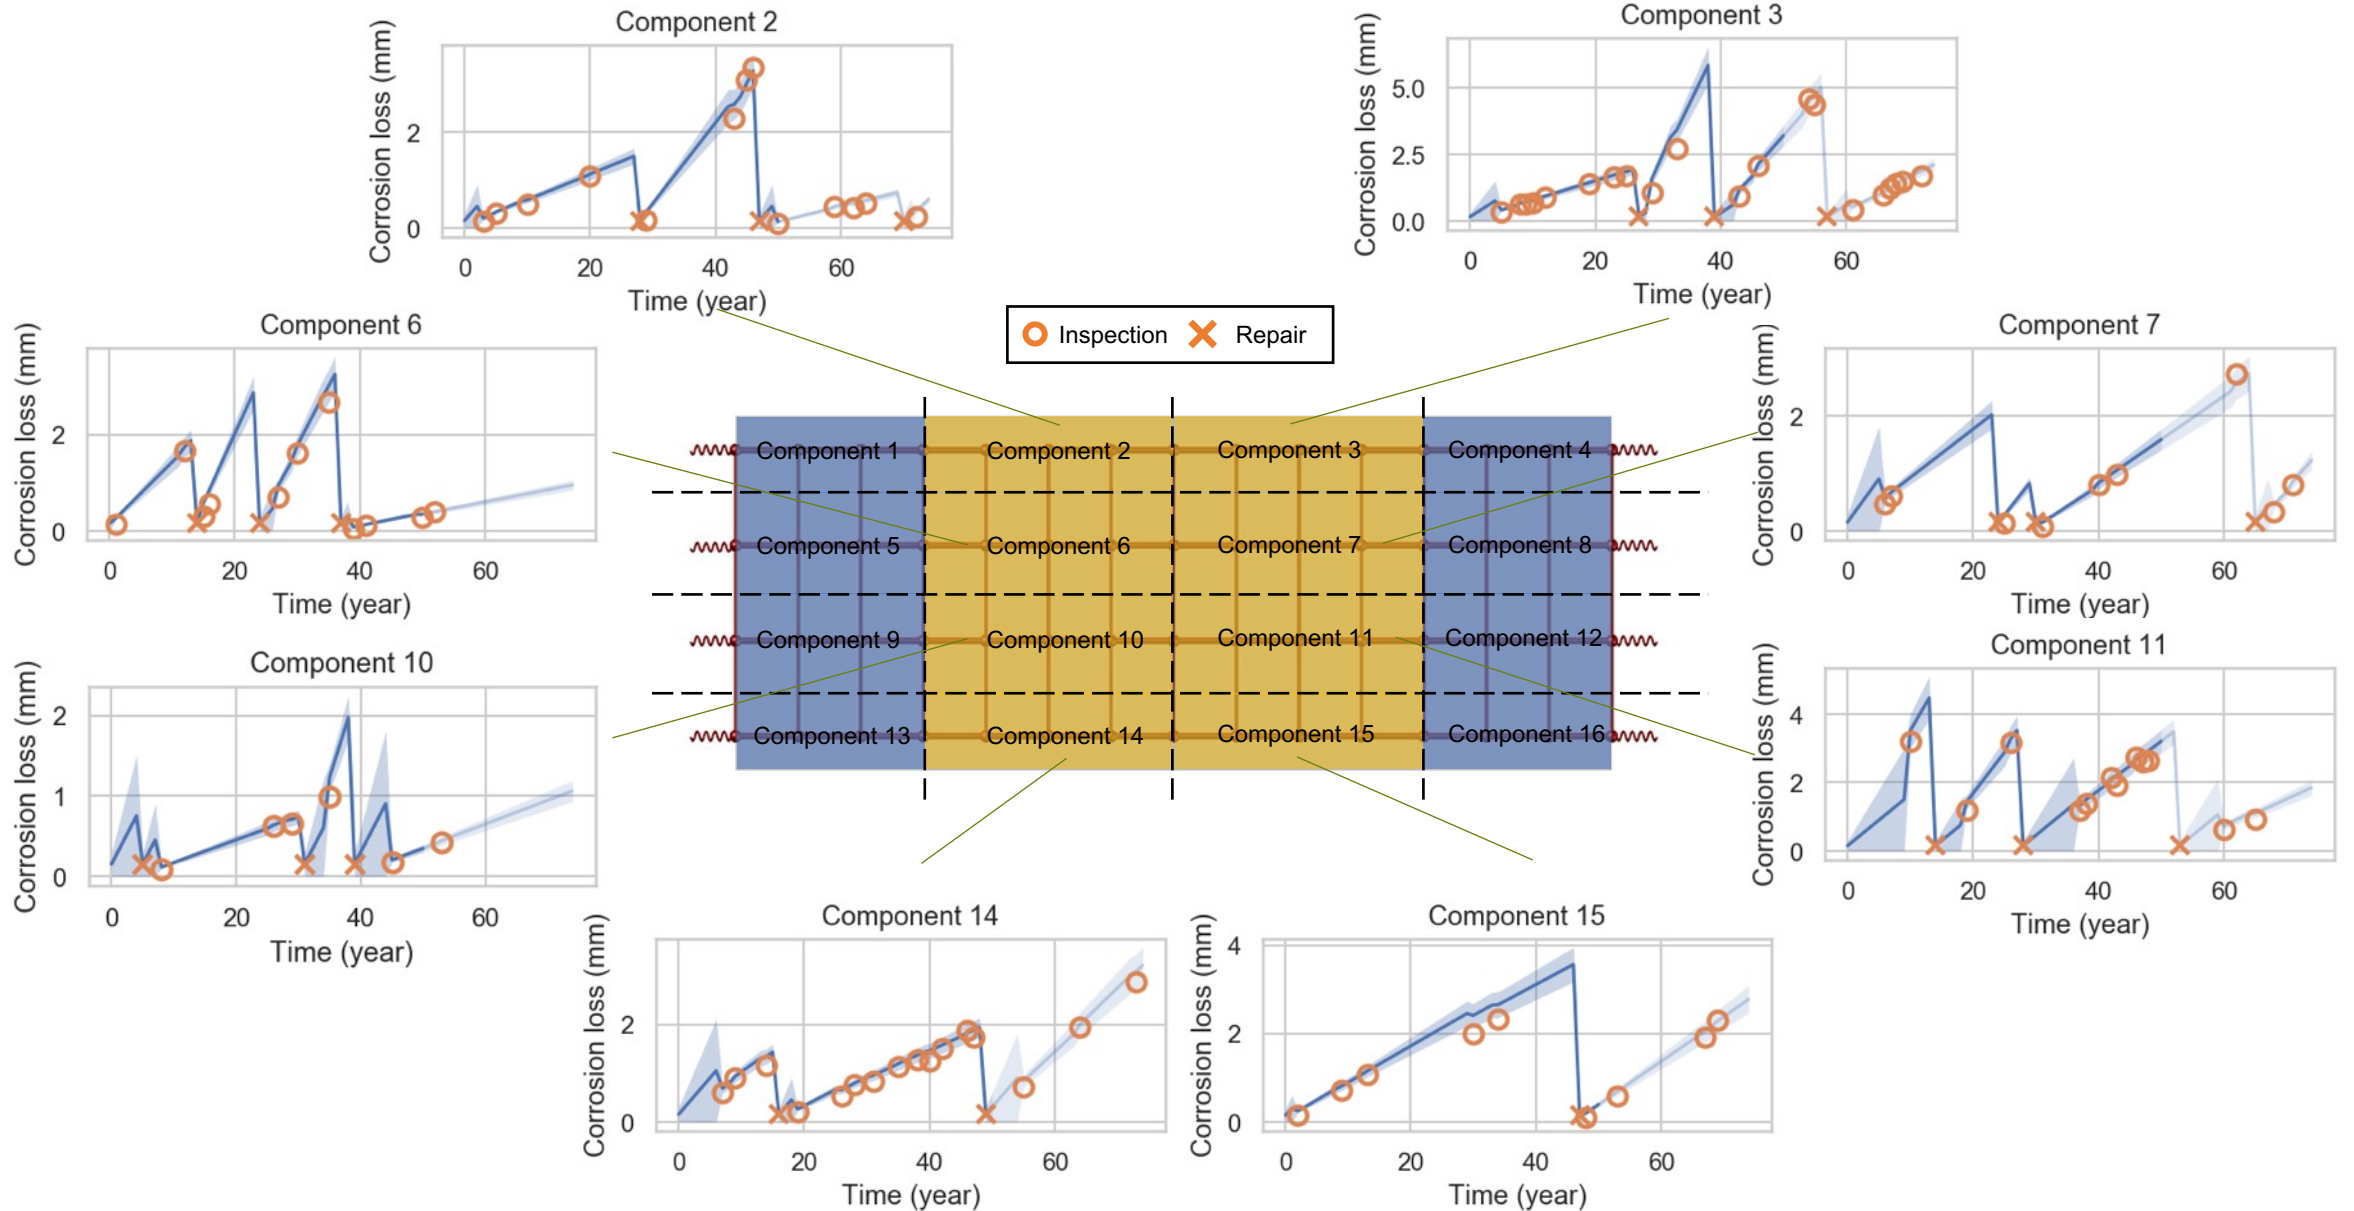 Component 2
Corrosion loss (mm)
2
0
0 20 40 60
Time (year)
Component 3
Corrosion loss (mm)
5.0
2.5
0.0
0 20 40 60
Time (year)
Inspection Repair
Component 6
Corrosion loss (mm)
2
0
0 20 40 60
Time (year)
Component 7
Corrosion loss (mm)
2
0
0 20 40 60
Time (year)
Component 1 Component 2 Component 3 Component 4
Component 5 Component 6 Component 7 Component 8
Component 9 Component 10 Component 11 Component 12
Component 13 Component 14 Component 15 Component 16
Component 10
Corrosion loss (mm)
2
1
0
0 20 40 60
Time (year)
Component 11
Corrosion loss (mm)
4
2
0
0 20 40 60
Time (year)
Component 14
Corrosion loss (mm)
2
0
0 20 40 60
Time (year)
Component 15
Corrosion loss (mm)
4
2
0
0 20 40 60
Time (year)